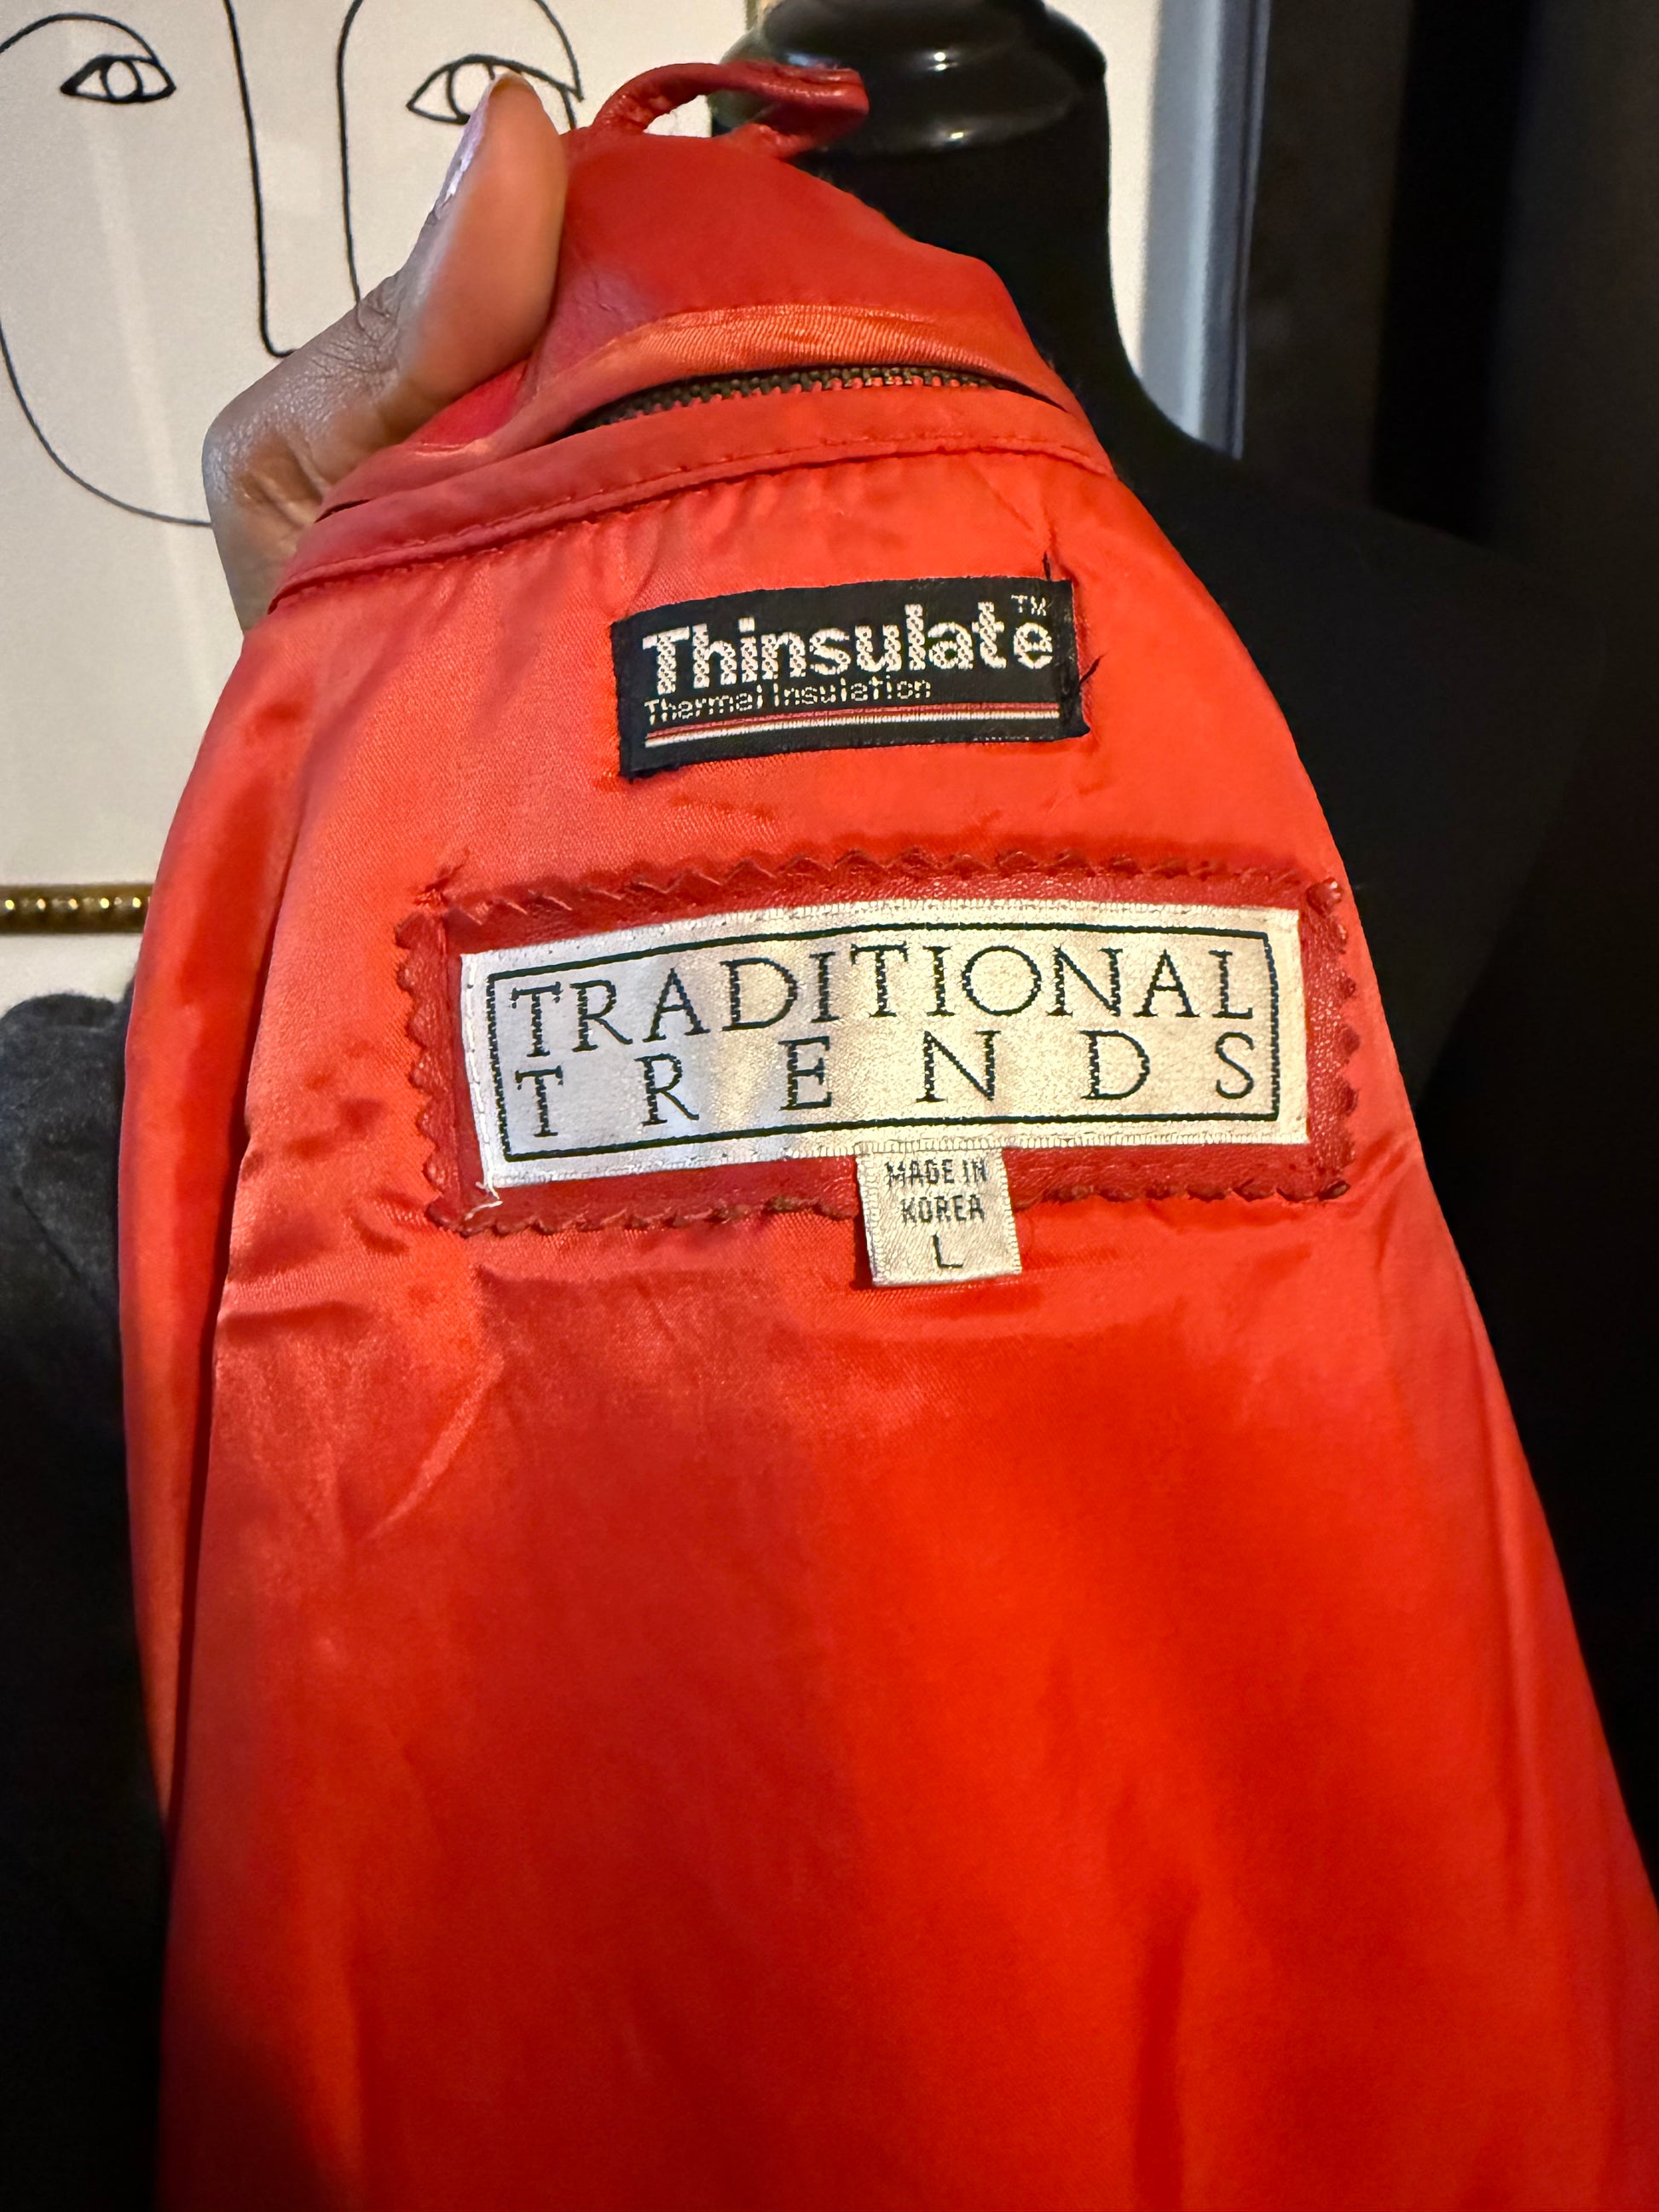 Thinsulate™
Thermal Insulation
TRADITIONAL
TRENDS
MADE IN
KOREA
L